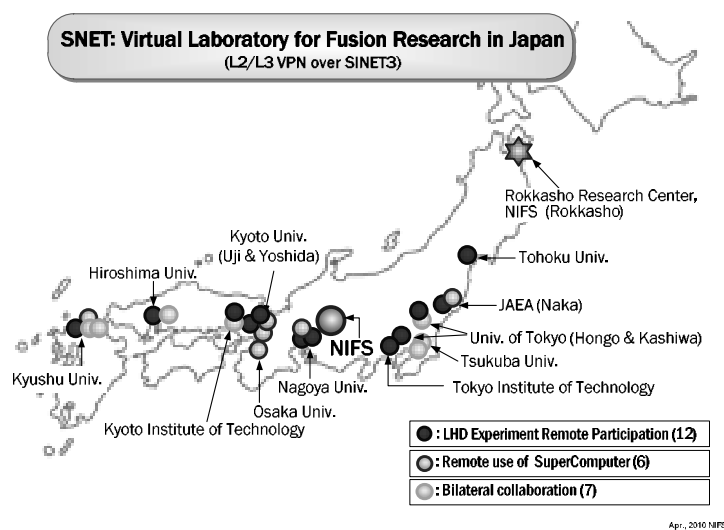 SNET: Virtual Laboratory for Fusion Research in Japan
(L2/L3 VPN over SINET3)
Rokkasho Research Center,
NIFS (Rokkasho)
Kyoto Univ.
(Uji & Yoshida)
Tohoku Univ.
Hiroshima Univ.
JAEA (Naka)
Univ. of Tokyo (Hongo & Kashiwa)
NIFS
Tsukuba Univ.
Kyushu Univ.
Nagoya Univ.
Tokyo Institute of Technology
Osaka Univ.
Kyoto Institute of Technology
: LHD Experiment Remote Participation (12)
: Remote use of SuperComputer (6)
: Bilateral collaboration (7)
Apr., 2010 NIFS